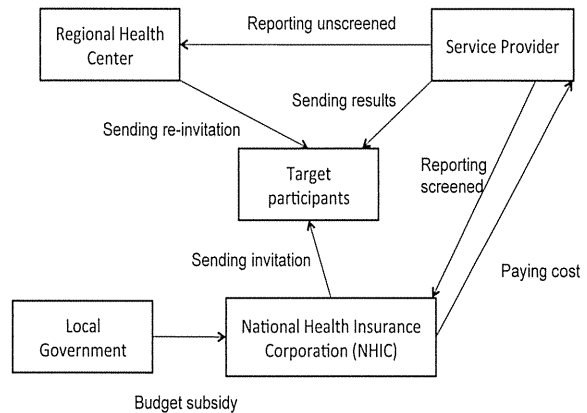 Regional Health
Center
Reporting unscreened
Service Provider
Sending results
Sending re-invitation
Target
participants
Reporting
screened
Sending invitation
Paying cost
Local
Government
National Health Insurance
Corporation (NHIC)
Budget subsidy